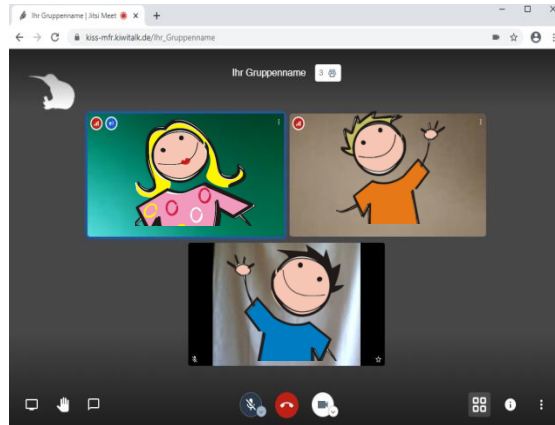 Ihr Gruppenname | Jitsi Meet
kiss-mfr.kiwitalk.de/Ihr_Gruppenname
Ihr Gruppenname 3